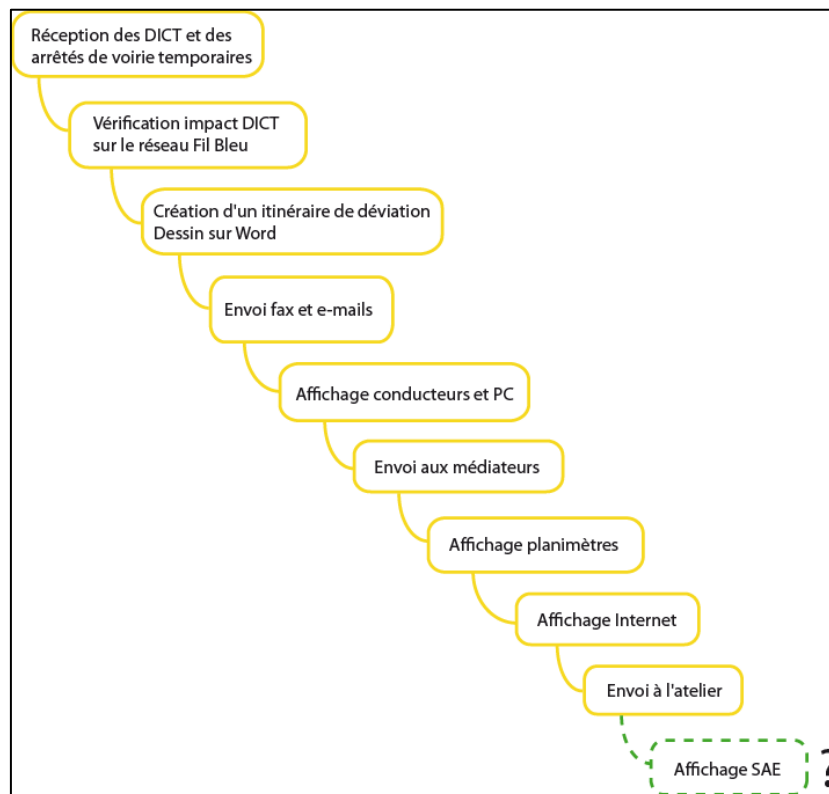 Réception des DICT et des
arrêtés de voirie temporaires
Vérification impact DICT
sur le réseau Fil Bleu
Création d'un itinéraire de déviation
Dessin sur Word
Envoi fax et e-mails
Affichage conducteurs et PC
Envoi aux médiateurs
Affichage planimètres
Affichage Internet
Envoi à l'atelier
Affichage SAE ?